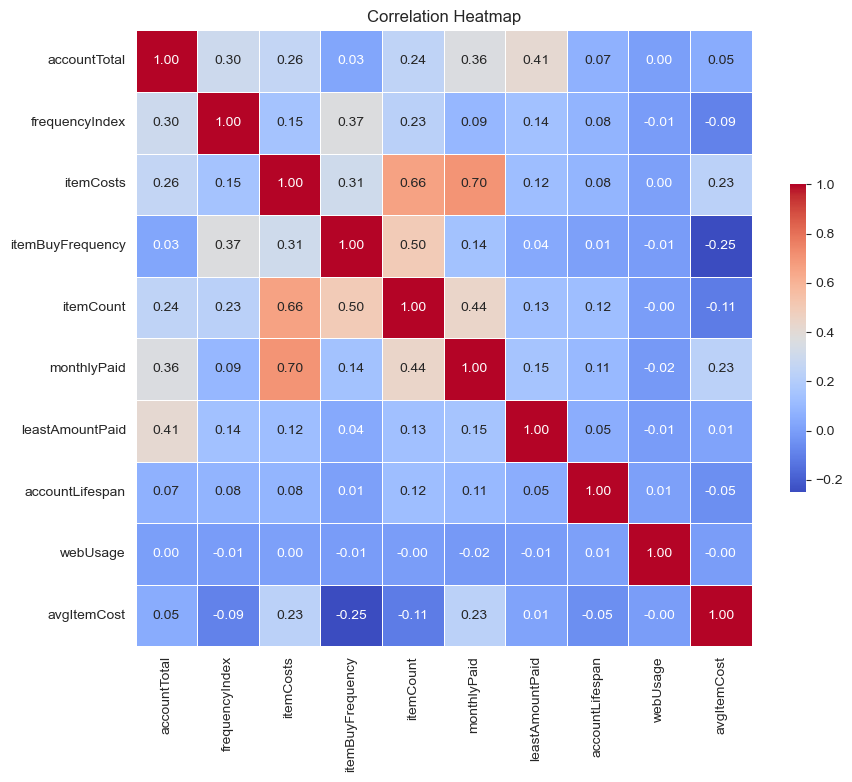 Correlation Heatmap
accountTotal 1.00 0.30 0.26 0.03 0.24 0.36 0.41 0.07 0.00 0.05
frequencyIndex 0.30 1.00 0.15 0.37 0.23 0.09 0.14 0.08 -0.01 -0.09
itemCosts 0.26 0.15 1.00 0.31 0.66 0.70 0.12 0.08 0.00 0.23
itemBuyFrequency 0.03 0.37 0.31 1.00 0.50 0.14 0.04 0.01 -0.01 -0.25
itemCount 0.24 0.23 0.66 0.50 1.00 0.44 0.13 0.12 -0.00 -0.11
monthlyPaid 0.36 0.09 0.70 0.14 0.44 1.00 0.15 0.11 -0.02 0.23
leastAmountPaid 0.41 0.14 0.12 0.04 0.13 0.15 1.00 0.05 -0.01 0.01
accountLifespan 0.07 0.08 0.08 0.01 0.12 0.11 0.05 1.00 0.01 -0.05
webUsage 0.00 -0.01 0.00 -0.01 -0.00 -0.02 -0.01 0.01 1.00 -0.00
avgItemCost 0.05 -0.09 0.23 -0.25 -0.11 0.23 0.01 -0.05 -0.00 1.00
accountTotal
frequencyIndex
itemCosts
itemBuyFrequency
itemCount
monthlyPaid
leastAmountPaid
accountLifespan
webUsage
avgItemCost
1.0
0.8
0.6
0.4
0.2
0.0
−0.2